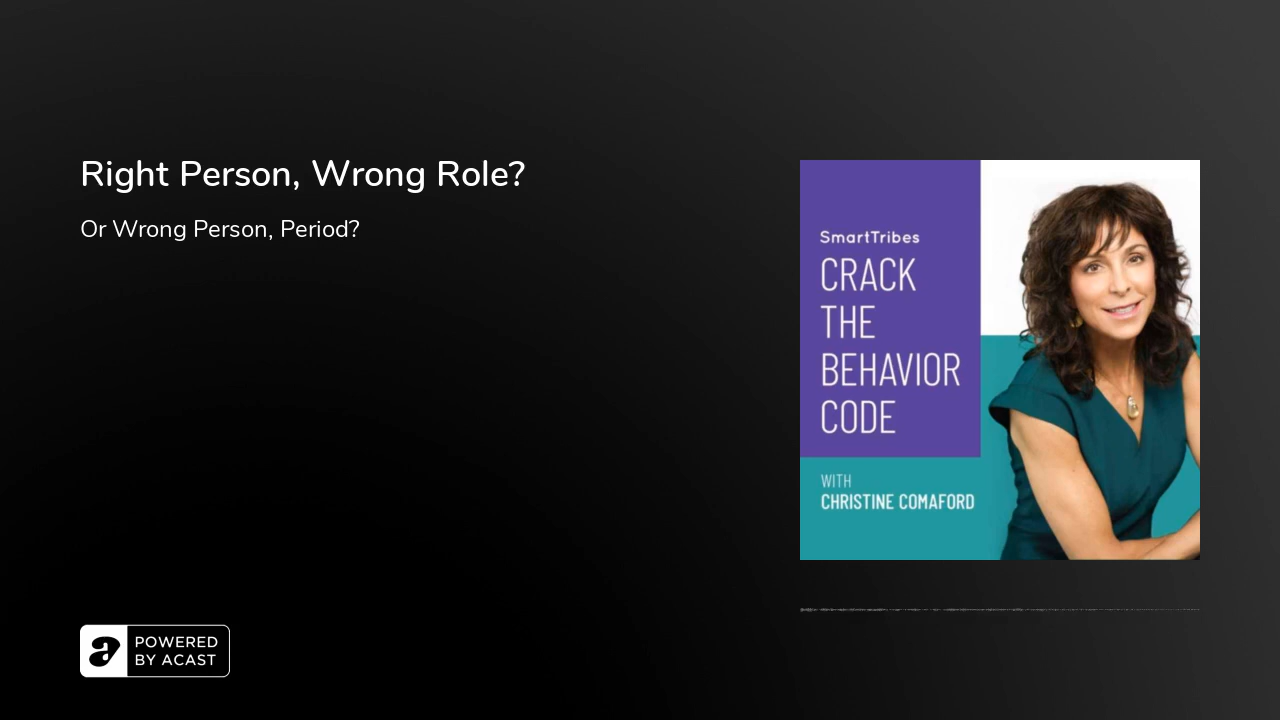 Right Person, Wrong Role?
Or Wrong Person, Period?
SmartTribes
CRACK
THE
BEHAVIOR
CODE
WITH
CHRISTINE COMAFORD
a
POWERED
BY ACAST